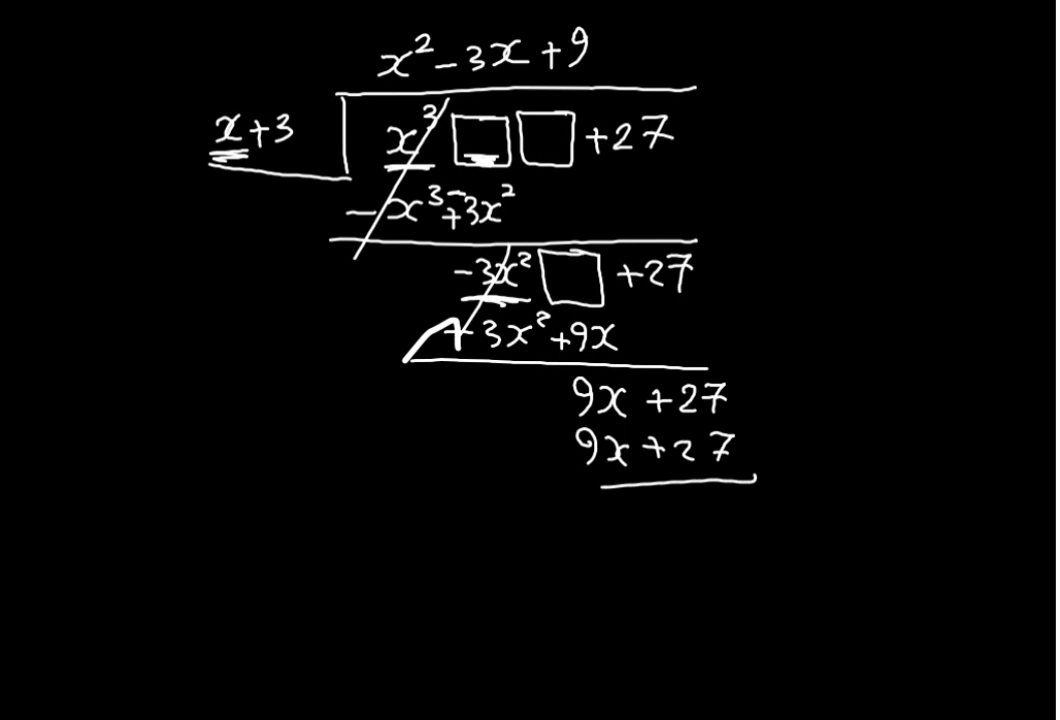 x² - 3x + 9
x + 3
x³ □ □ + 27
- x³ + 3x²
- 3x² □ + 27
+ 3x² + 9x
9x + 27
9x + 27